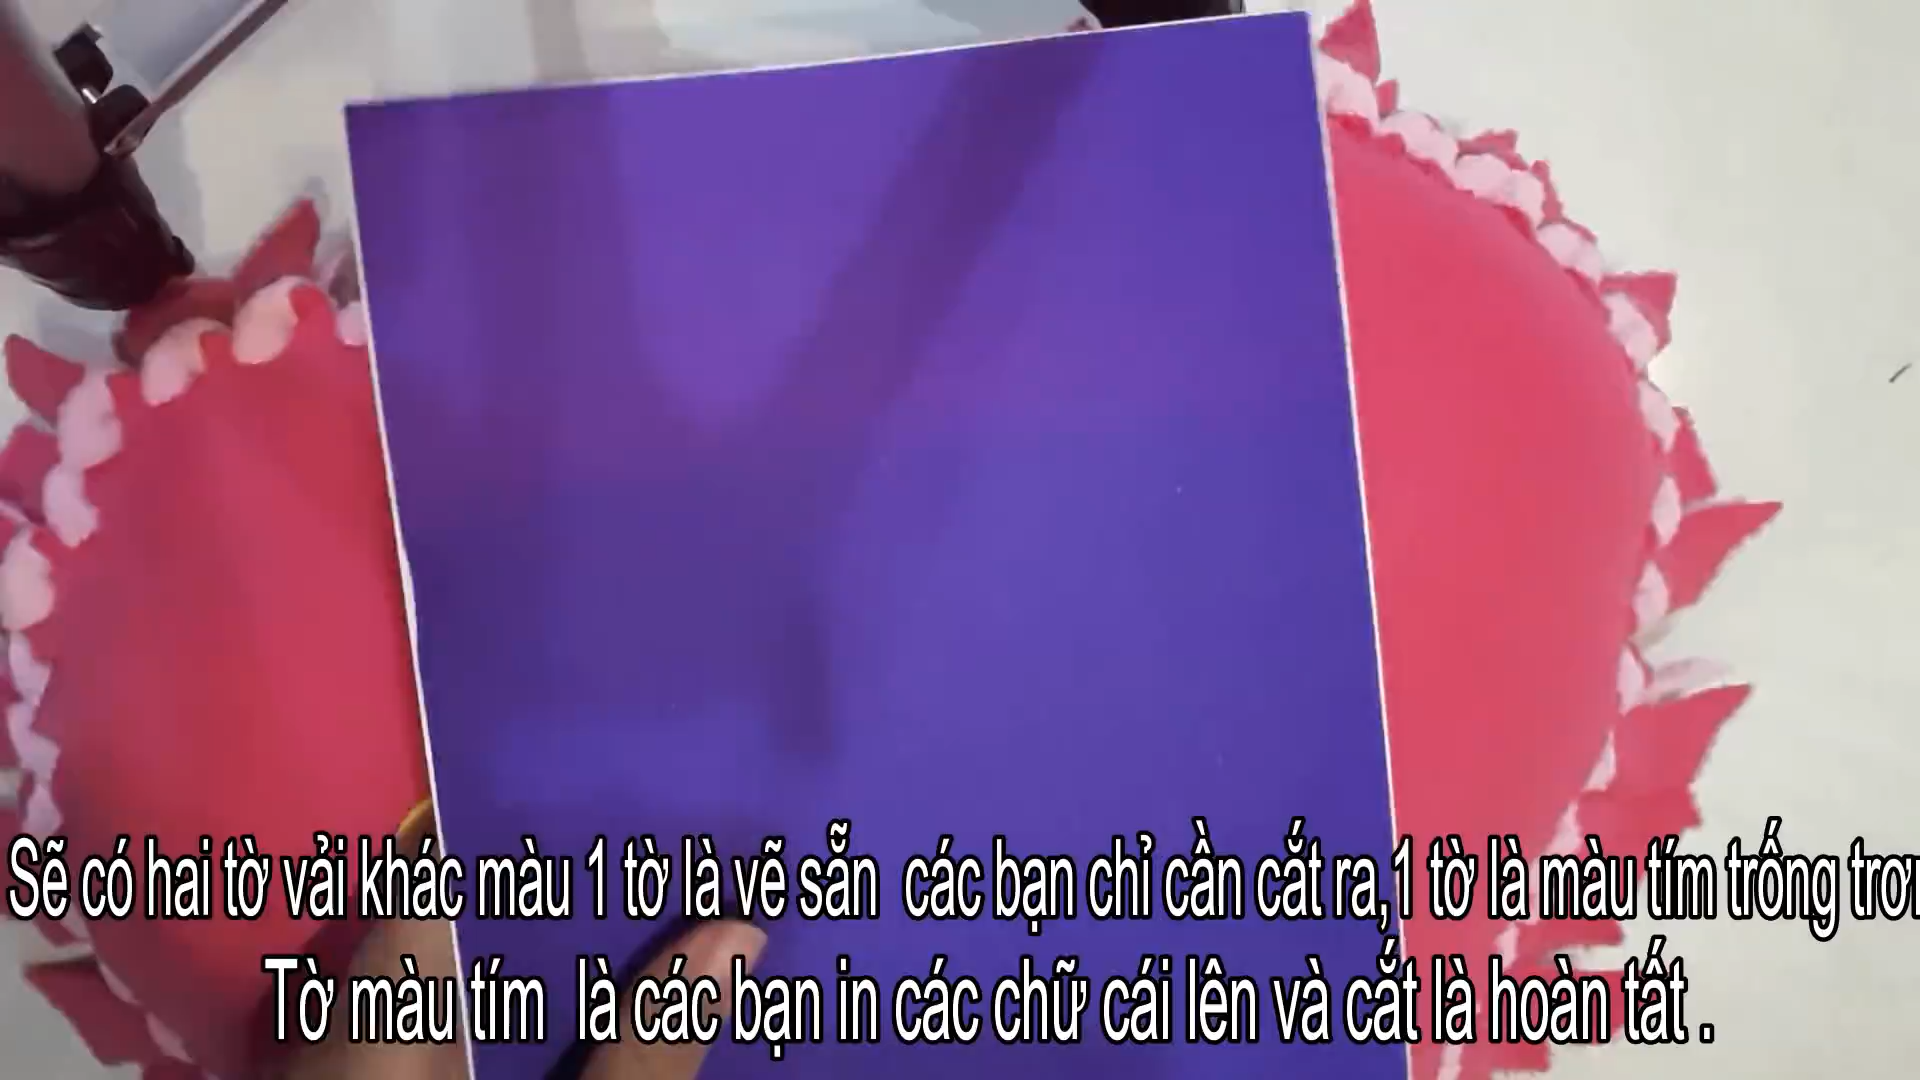 Sẽ có hai tờ vải khác màu 1 tờ là vẽ sẵn các bạn chỉ cần cắt ra,1 tờ là màu tím trống
Tờ màu tím là các bạn in các chữ cái lên và cắt là hoàn tất .